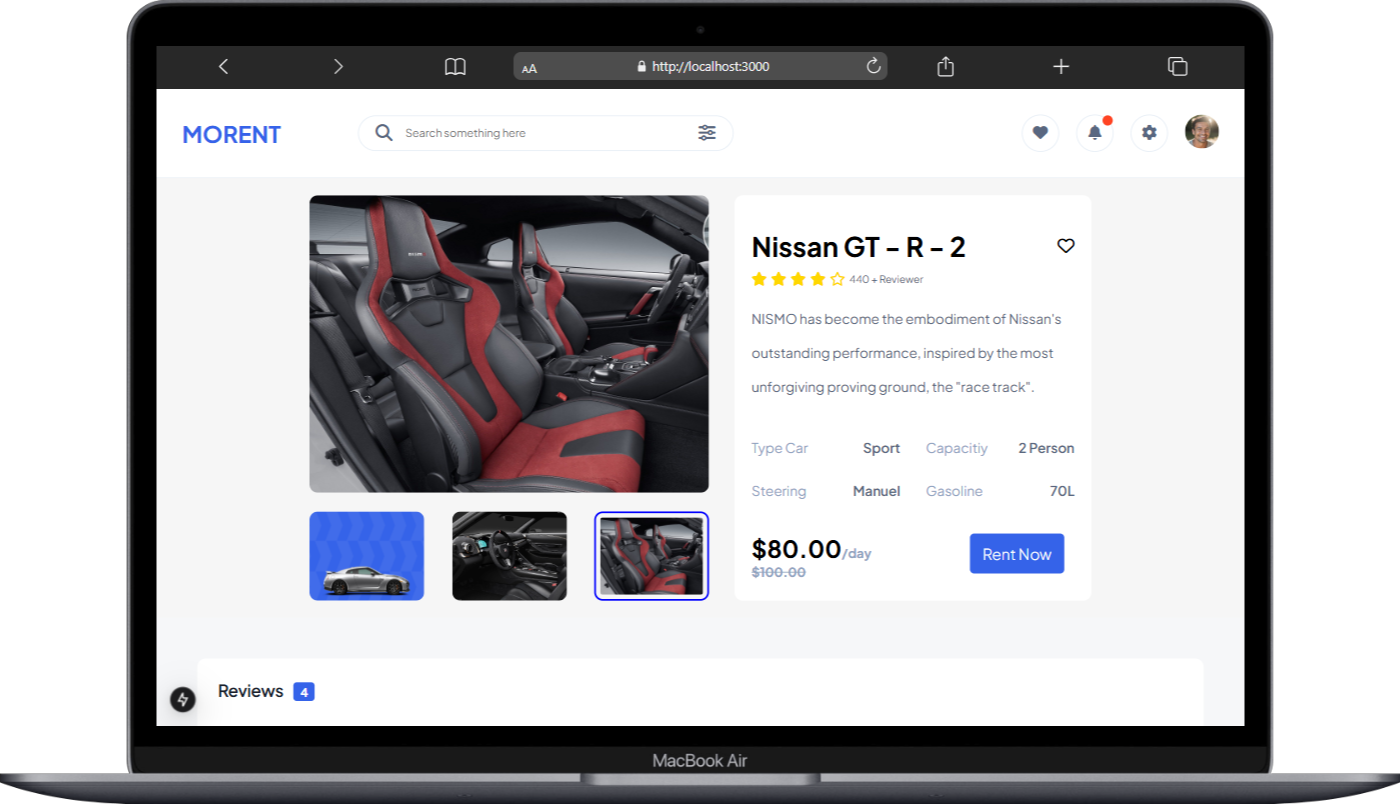 AA
http://localhost:3000
MORENT
Search something here
Nissan GT – R – 2
440 + Reviewer
NISMO has become the embodiment of Nissan's
outstanding performance, inspired by the most
unforgiving proving ground, the "race track".
Type Car Sport Capacitiy 2 Person
Steering Manuel Gasoline 70L
$80.00/day
$100.00
Rent Now
Reviews 4
MacBook Air